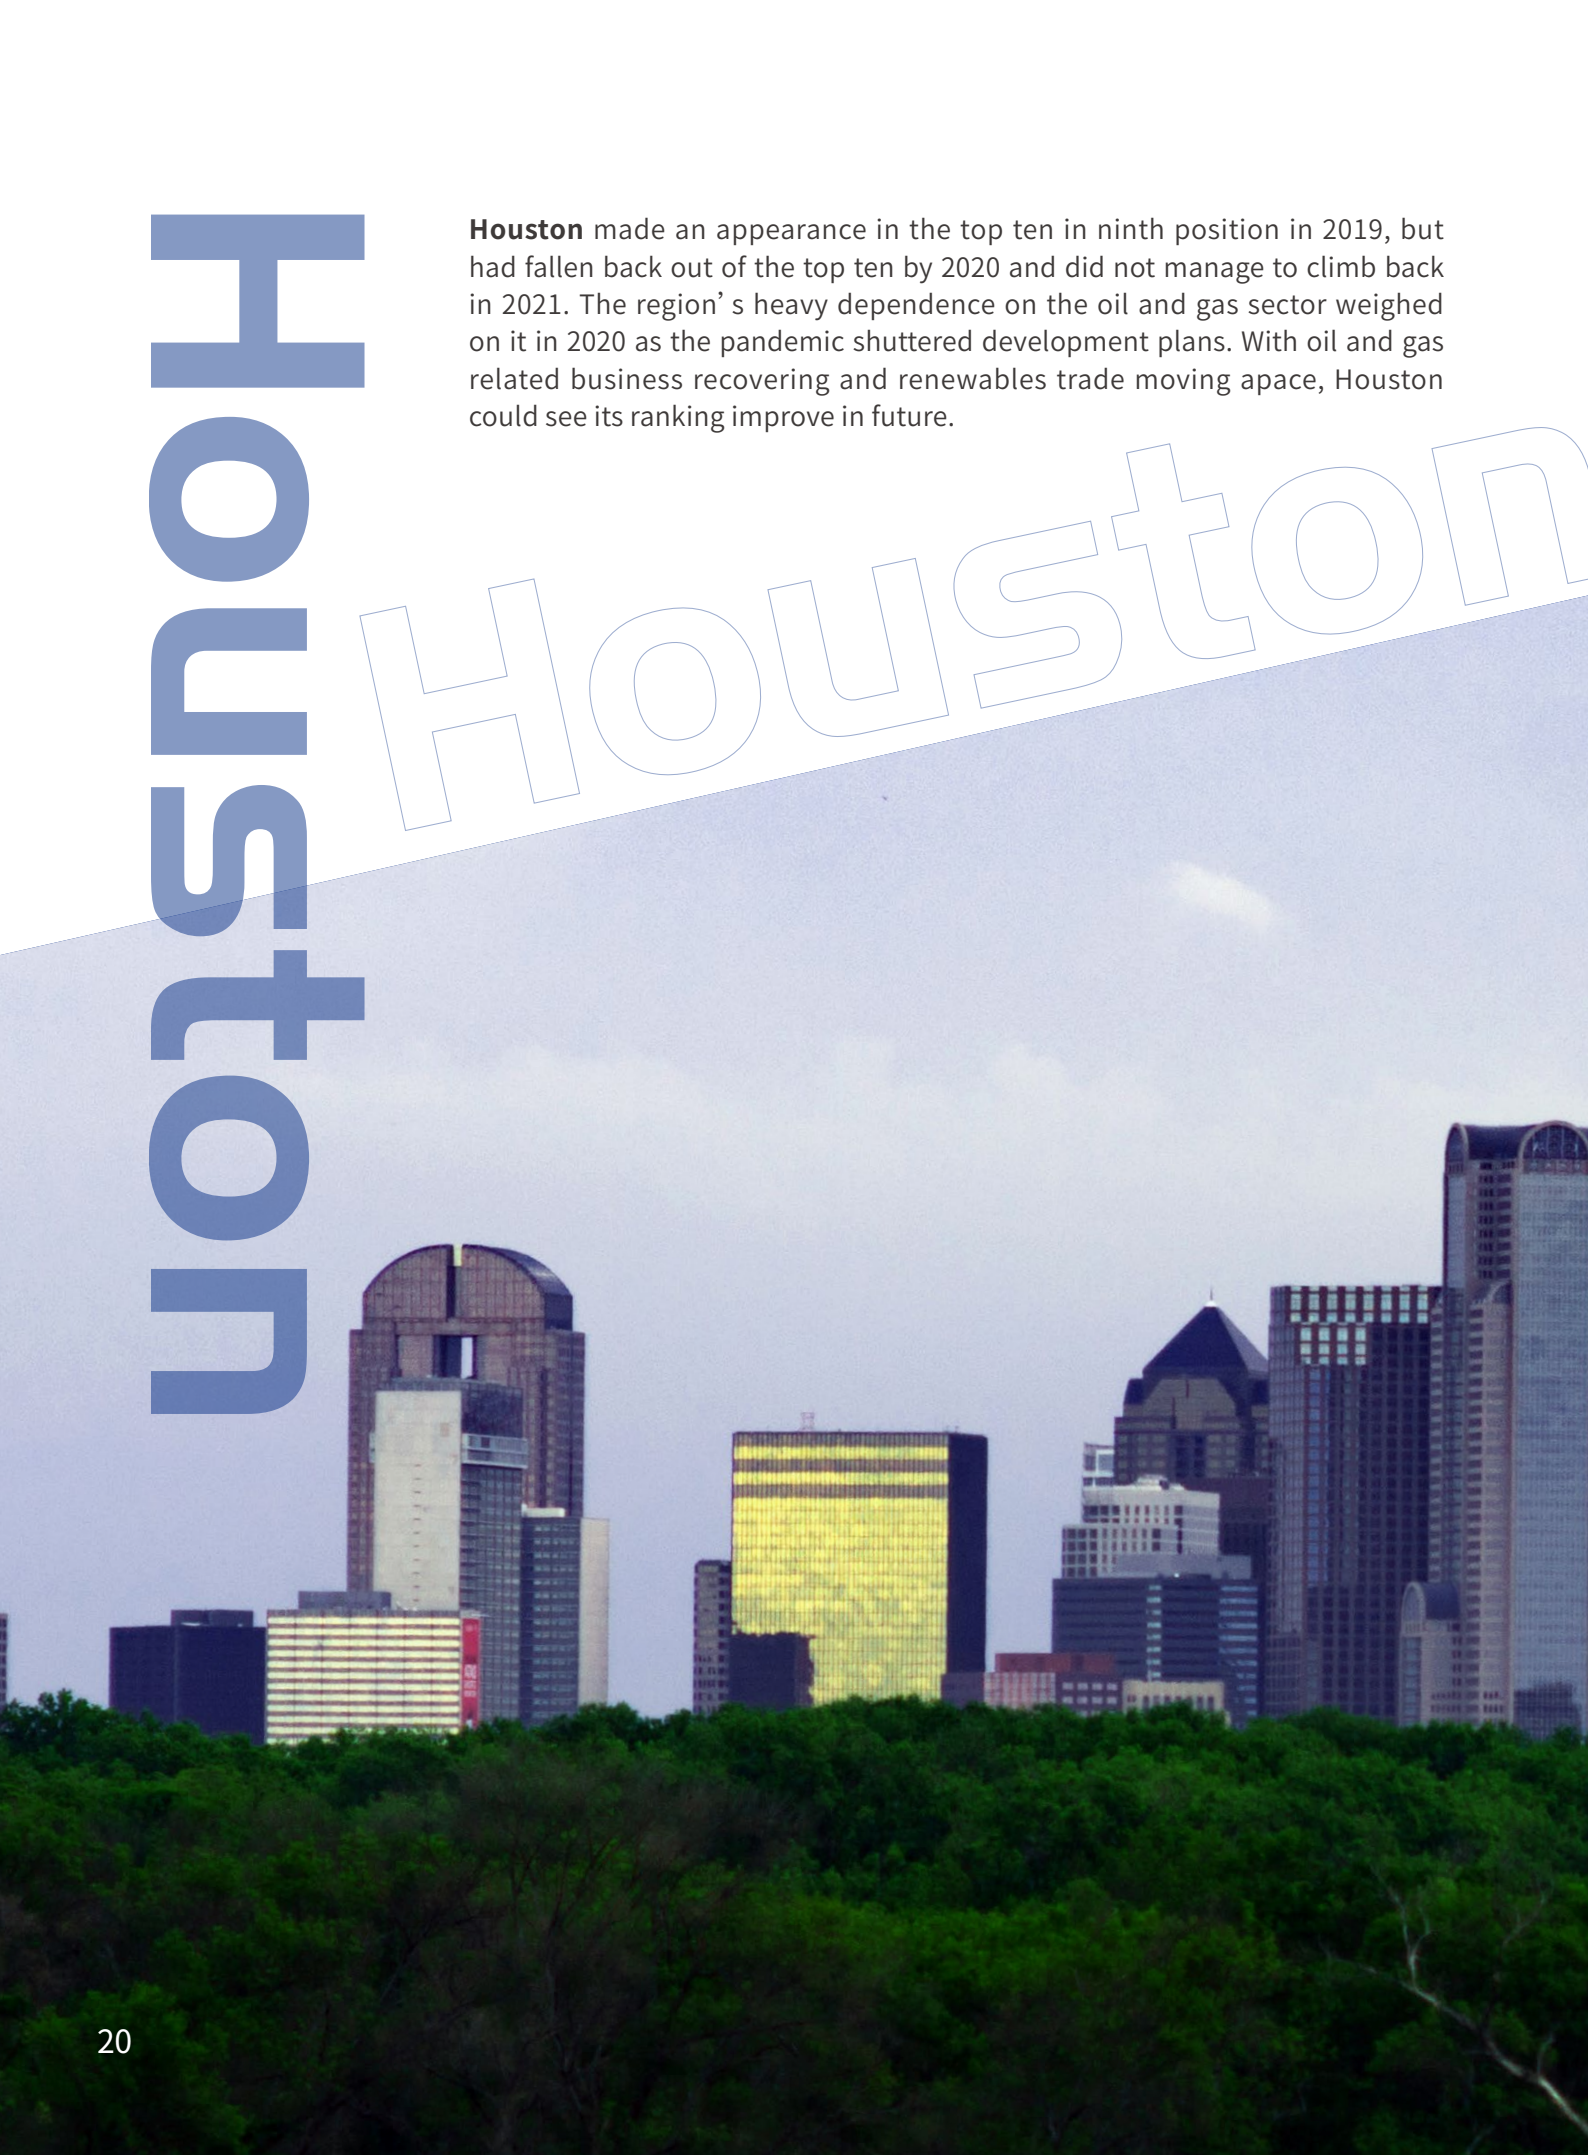 Houston
Houston made an appearance in the top ten in ninth position in 2019, but
had fallen back out of the top ten by 2020 and did not manage to climb back
in 2021. The region’ s heavy dependence on the oil and gas sector weighed
on it in 2020 as the pandemic shuttered development plans. With oil and gas
related business recovering and renewables trade moving apace, Houston
could see its ranking improve in future.
Houston
20